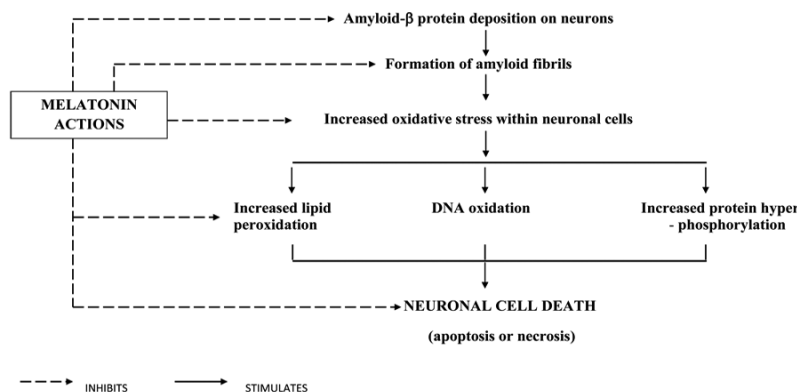 Amyloid-β protein deposition on neurons
Formation of amyloid fibrils
MELATONIN
ACTIONS
Increased oxidative stress within neuronal cells
Increased lipid
peroxidation
DNA oxidation
Increased protein hyper
- phosphorylation
NEURONAL CELL DEATH
(apoptosis or necrosis)
INHIBITS
STIMULATES